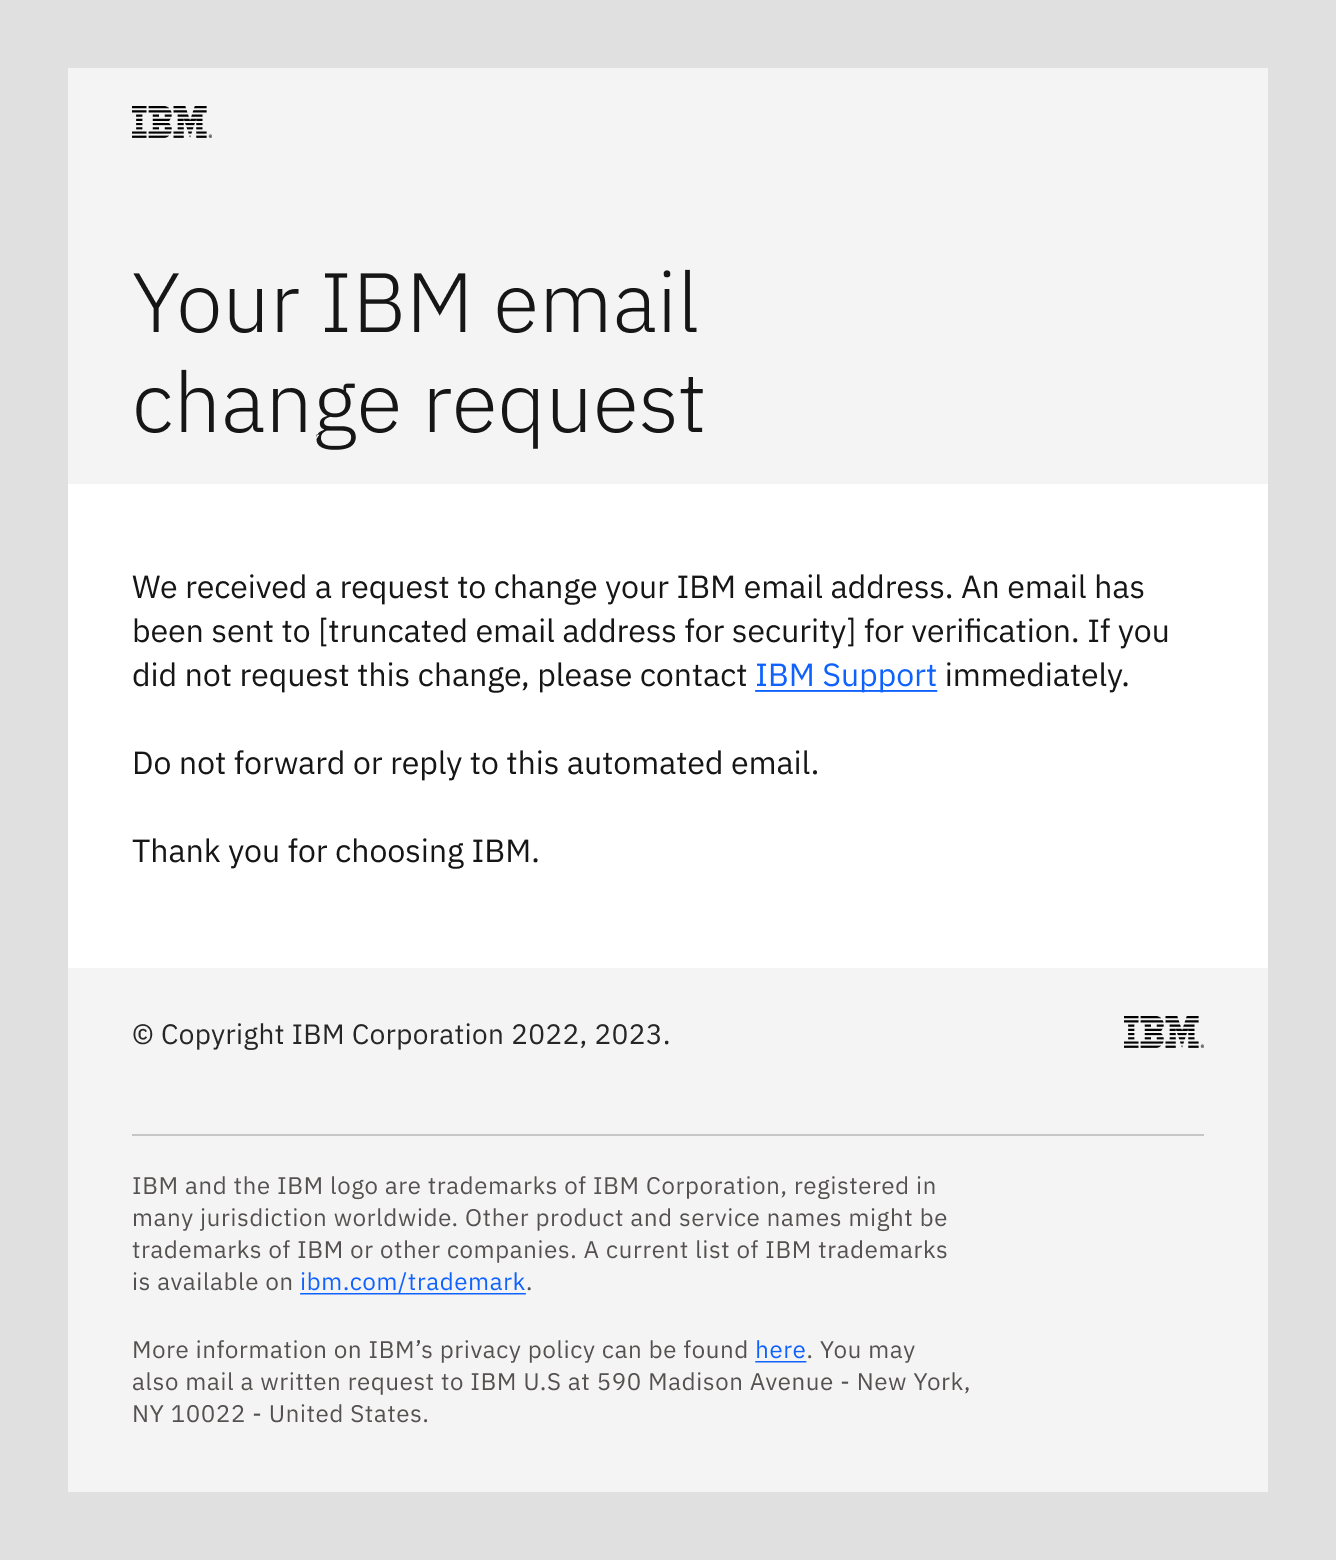 IBM®
Your IBM email
change request
We received a request to change your IBM email address. An email has
been sent to [truncated email address for security] for verification. If you
did not request this change, please contact IBM Support immediately.
Do not forward or reply to this automated email.
Thank you for choosing IBM.
© Copyright IBM Corporation 2022, 2023.
IBM®
IBM and the IBM logo are trademarks of IBM Corporation, registered in
many jurisdiction worldwide. Other product and service names might be
trademarks of IBM or other companies. A current list of IBM trademarks
is available on ibm.com/trademark.
More information on IBM’s privacy policy can be found here. You may
also mail a written request to IBM U.S at 590 Madison Avenue - New York,
NY 10022 - United States.